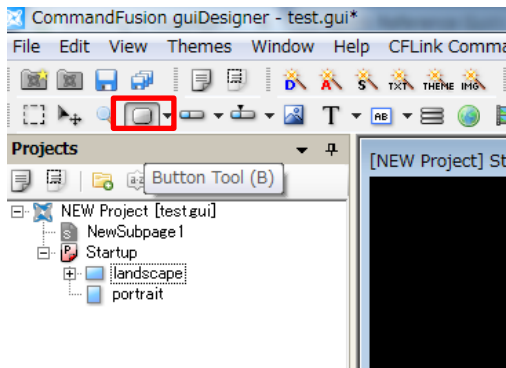 CommandFusion guiDesigner - test.gui*
File Edit View Themes Window Help CFLink Comma
D A S TXT THEME IMG
T AB
Projects
[NEW Project] St
a-z
Button Tool (B)
NEW Project [test.gui]
S NewSubpage1
P Startup
landscape
portrait